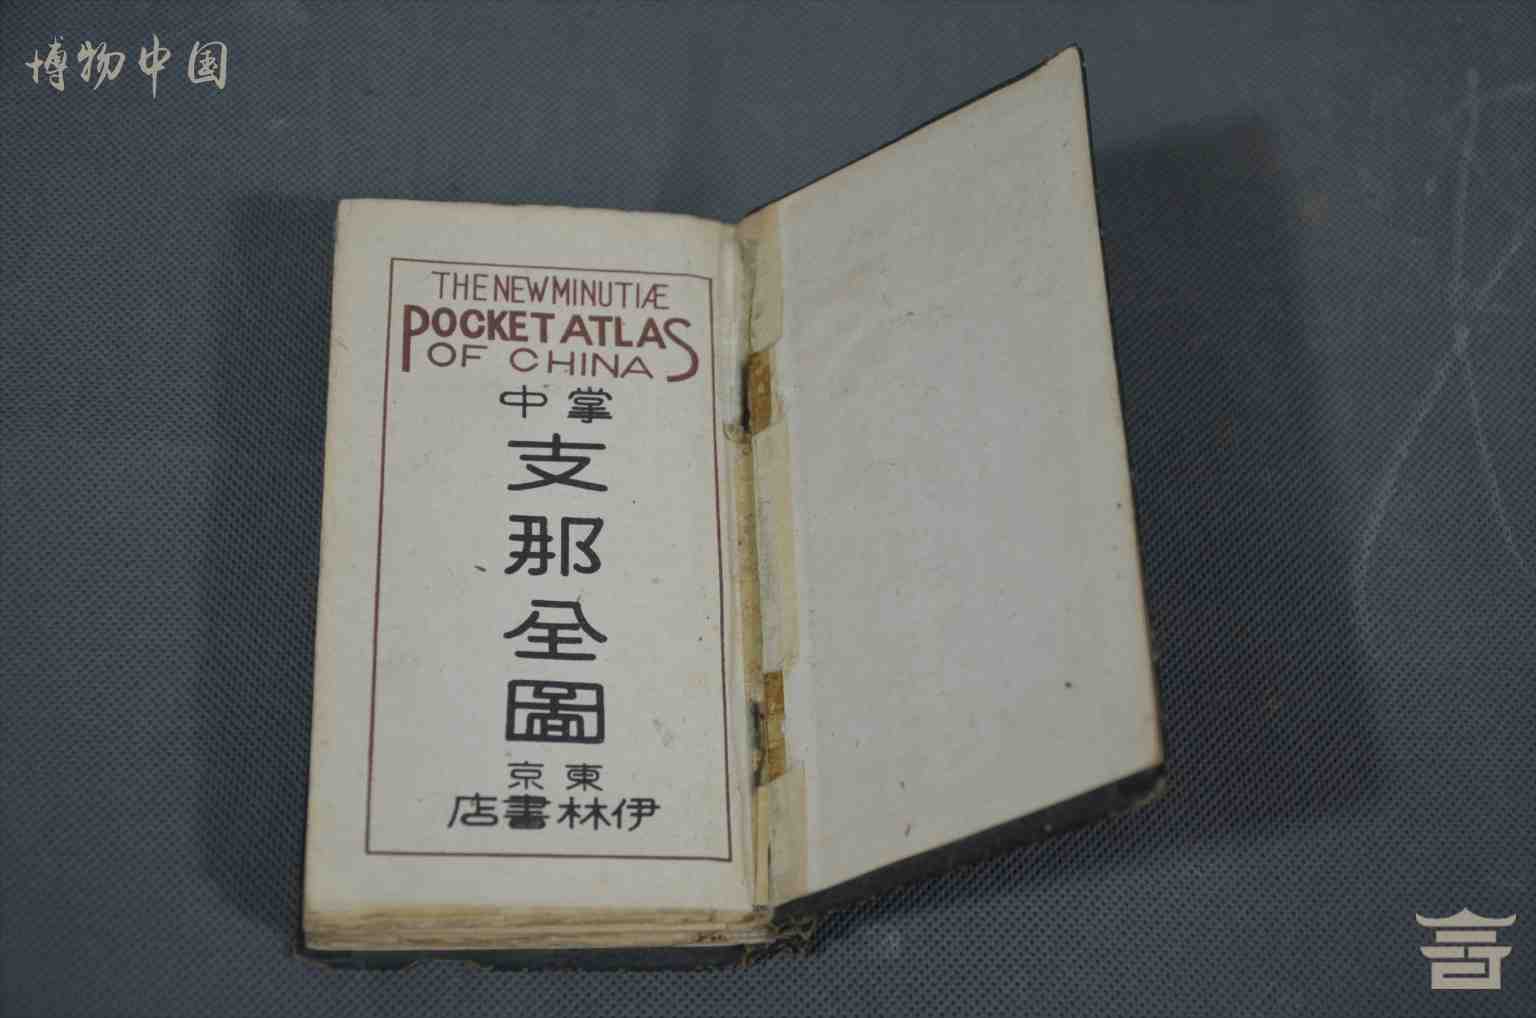 博物中国
THE NEW MINUTIÆ
POCKET ATLAS
OF CHINA
掌中
支那全圖
東京
伊林書店